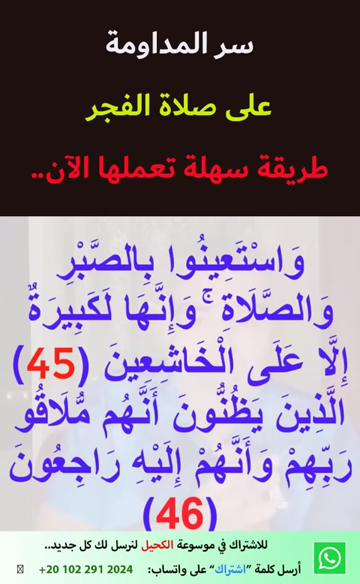 سر المداومة
على صلاة الفجر
طريقة سهلة تعملها الآن..
وَاسْتَعِينُوا بِالصَّبْرِ
وَالصَّلَاةِ ۚ وَإِنَّهَا لَكَبِيرَةٌ
إِلَّا عَلَى الْخَاشِعِينَ (45)
الَّذِينَ يَظُنُّونَ أَنَّهُم مُّلَاقُو
رَبِّهِمْ وَأَنَّهُمْ إِلَيْهِ رَاجِعُونَ
(46)
للاشتراك في موسوعة الكحيل لنرسل لك كل جديد..
أرسل كلمة "اشتراك" على واتساب: +20 102 291 2024